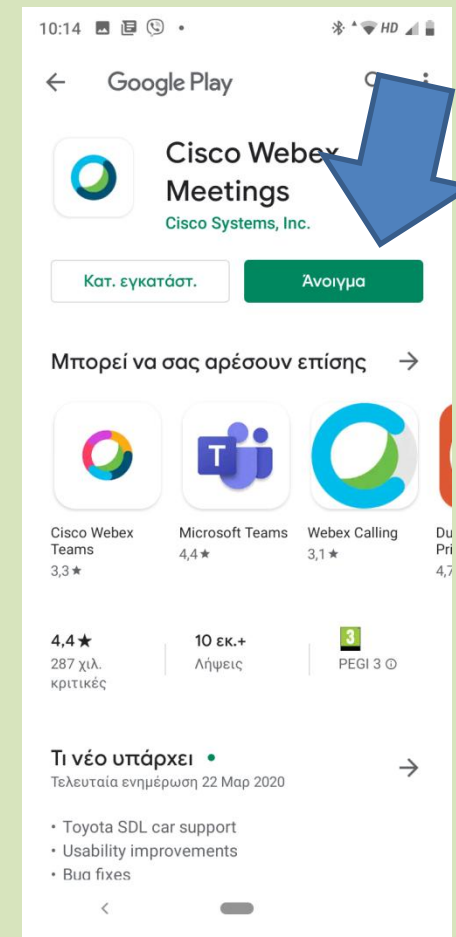 10:14 HD
Google Play
Cisco Webex
Meetings
Cisco Systems, Inc.
Κατ. εγκατάστ. Άνοιγμα
Μπορεί να σας αρέσουν επίσης
Cisco Webex Teams
3,3★
Microsoft Teams
4,4★
Webex Calling
3,1★
4,4★
287 χιλ.
κριτικές
10 εκ.+
Λήψεις
3
PEGI 3
Τι νέο υπάρχει •
Τελευταία ενημέρωση 22 Μαρ 2020
• Toyota SDL car support
• Usability improvements
• Bug fixes